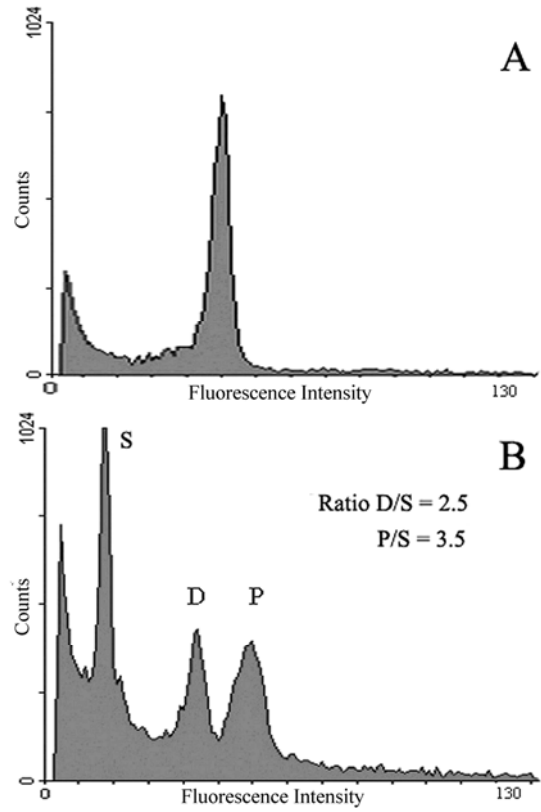 1024
A
Counts
0
0
Fluorescence Intensity
130
1024
S
B
Ratio D/S = 2.5
P/S = 3.5
D
P
Counts
0
0
Fluorescence Intensity
130